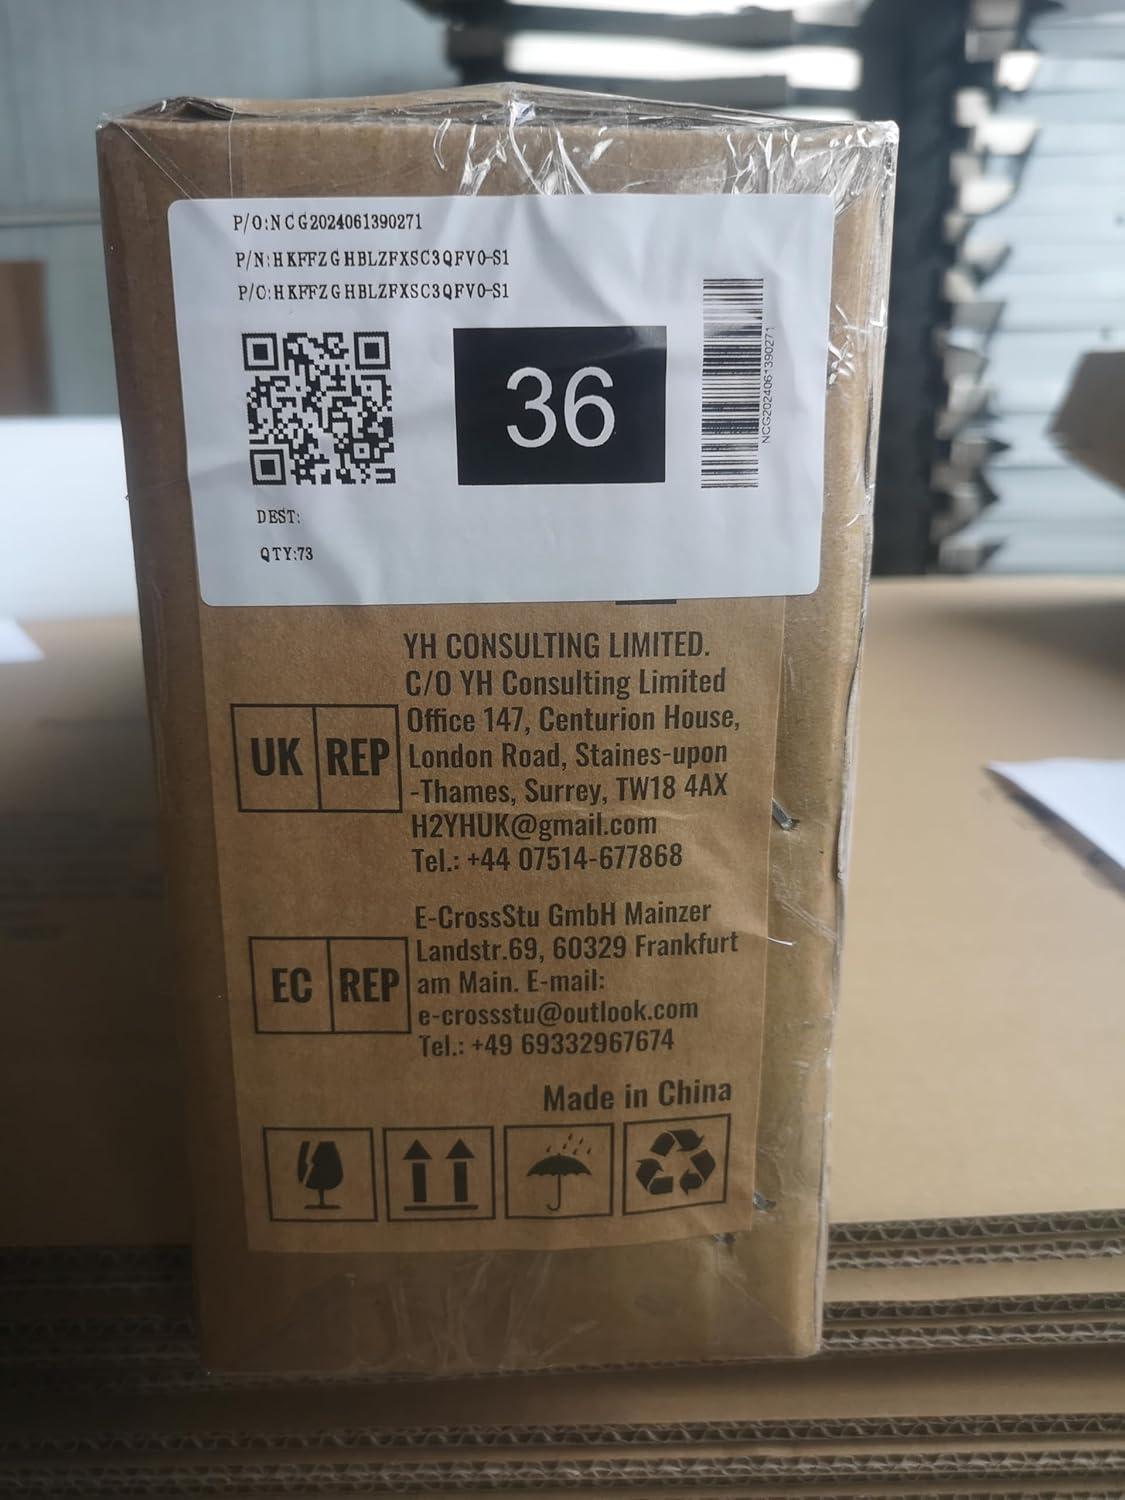 P/O:NCG2024061390271
P/N:HKFFZGHBLZFXSC3QFV0-S1
P/C:HKFFZGHBLZFXSC3QFV0-S1
36
NCG2024061390271
DEST:
QTY:73
YH CONSULTING LIMITED.
C/O YH Consulting Limited
Office 147, Centurion House,
London Road, Staines-upon
-Thames, Surrey, TW18 4AX
H2YHUK@gmail.com
Tel.: +44 07514-677868
UK REP
E-CrossStu GmbH Mainzer
Landstr.69, 60329 Frankfurt
am Main. E-mail:
e-crossstu@outlook.com
Tel.: +49 69332967674
EC REP
Made in China